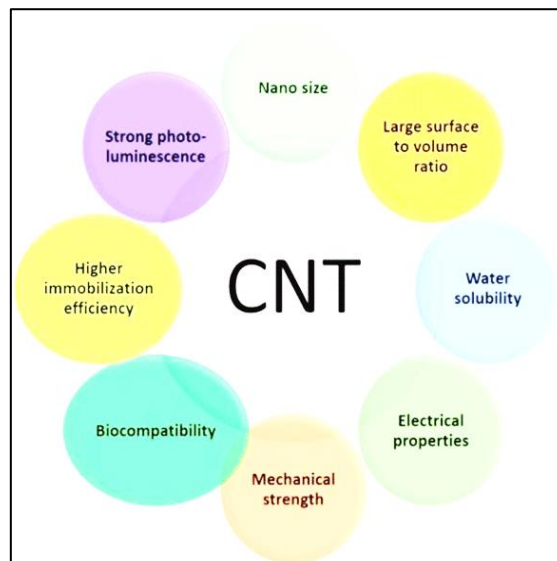 Nano size
Large surface
to volume
ratio
Water
solubility
Electrical
properties
Mechanical
strength
Biocompatibility
Higher
immobilization
efficiency
Strong photo-
luminescence
CNT